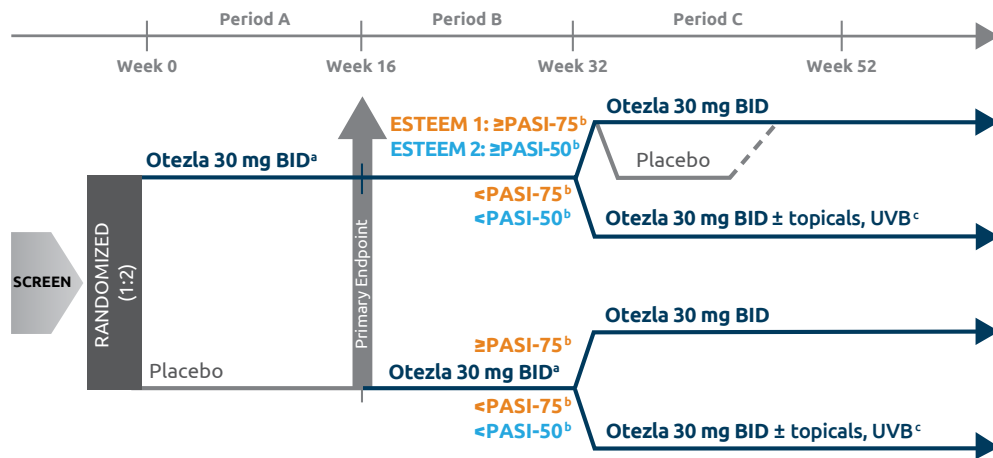 Period A
Period B
Period C
Week 0
Week 16
Week 32
Week 52
ESTEEM 1: ≥PASI-75ᵇ
ESTEEM 2: ≥PASI-50ᵇ
Otezla 30 mg BID
Placebo
Otezla 30 mg BIDᵃ
<PASI-75ᵇ
<PASI-50ᵇ
Otezla 30 mg BID ± topicals, UVBᶜ
SCREEN
RANDOMIZED
(1:2)
Primary Endpoint
Otezla 30 mg BID
≥PASI-75ᵇ
Placebo
Otezla 30 mg BIDᵃ
<PASI-75ᵇ
<PASI-50ᵇ
Otezla 30 mg BID ± topicals, UVBᶜ